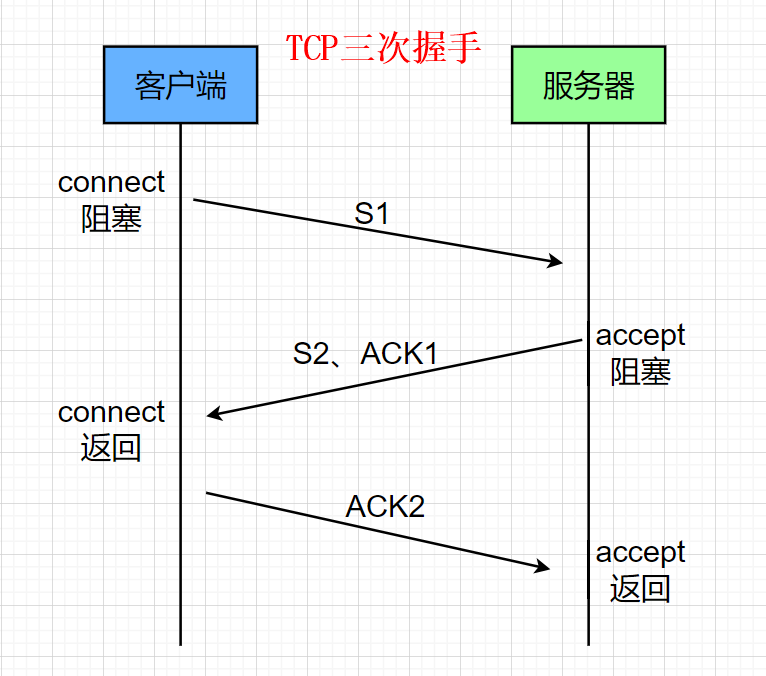 TCP三次握手
客户端
服务器
connect
阻塞
S1
accept
阻塞
S2、ACK1
connect
返回
ACK2
accept
返回